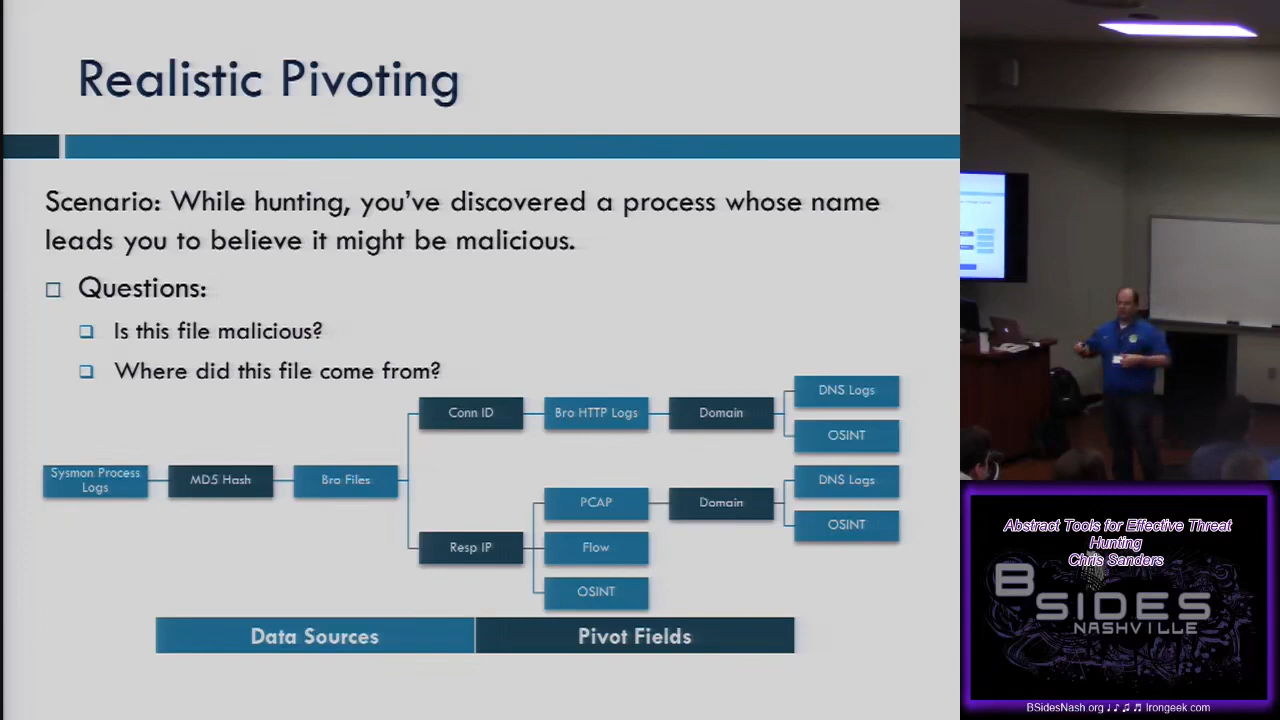 Realistic Pivoting
Scenario: While hunting, you've discovered a process whose name
leads you to believe it might be malicious.
Questions:
Is this file malicious?
Where did this file come from?
Sysmon Process
Logs
MD5 Hash
Bro Files
Conn ID
Bro HTTP Logs
Domain
DNS Logs
OSINT
Resp IP
PCAP
Domain
DNS Logs
OSINT
Flow
OSINT
Data Sources
Pivot Fields
Abstract Tools for Effective Threat
Hunting
Chris Sanders
BSIDES
NASHVILLE
BSidesNash.org ♩♪♫♬ Irongeek.com